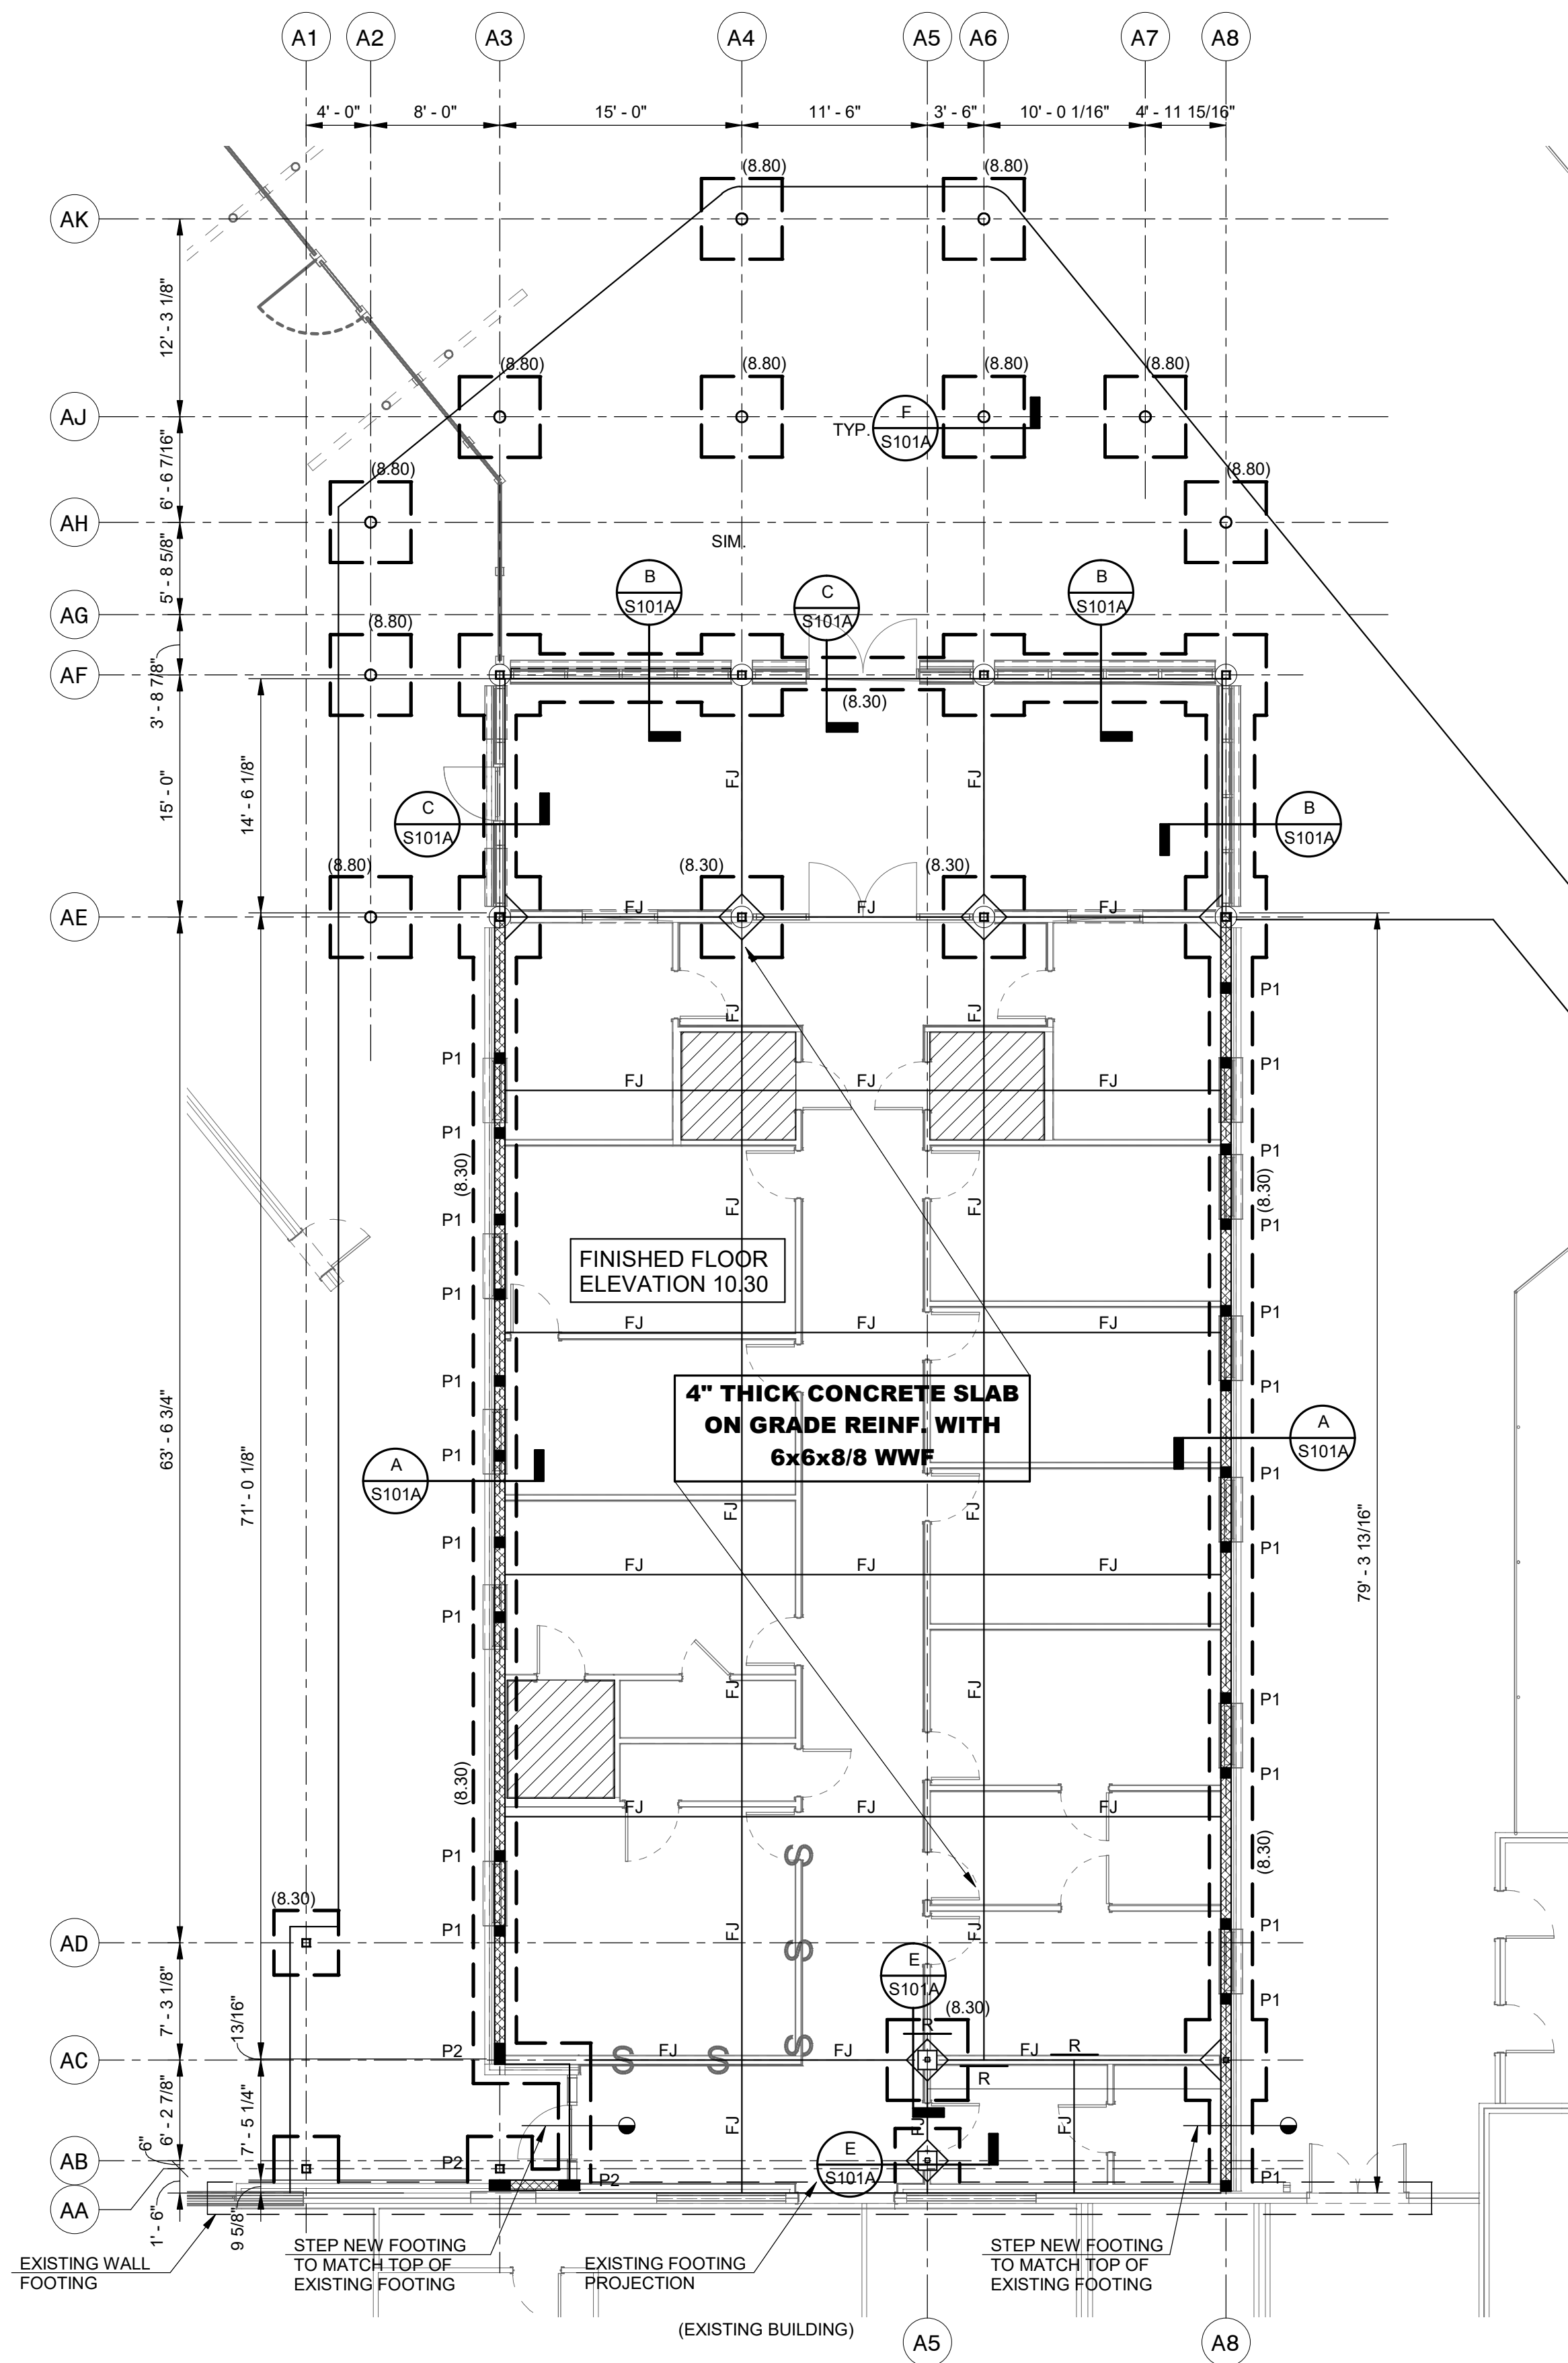 A1 A2 A3 A4 A5 A6 A7 A8
4' - 0" 8' - 0" 15' - 0" 11' - 6" 3' - 6" 10' - 0 1/16" 4' - 11 15/16"
(8.80) (8.80)
AK
12' - 3 1/8"
(8.80) (8.80) (8.80) (8.80)
AJ
TYP. F
S101A
6' - 6 7/16"
(8.80) (8.80)
AH
SIM.
5' - 8 5/8"
B
S101A
C
S101A
B
S101A
AG
(8.80)
3' - 8 7/8"
AF
(8.30)
15' - 0"
14' - 6 1/8"
FJ FJ
C
S101A
B
S101A
(8.80) (8.30) (8.30)
AE
FJ FJ FJ
P1
FJ FJ
P1 P1
FJ FJ FJ
P1 P1
(8.30) (8.30)
FJ FJ
P1 P1
FINISHED FLOOR
ELEVATION 10.30
P1 P1
FJ FJ FJ
P1 P1
4" THICK CONCRETE SLAB
ON GRADE REINF. WITH
6x6x8/8 WWF
63' - 6 3/4"
71' - 0 1/8"
79' - 3 13/16"
A
S101A
A
S101A
P1 P1
FJ FJ
P1 P1
FJ FJ FJ
P1
FJ FJ
P1
P1
(8.30)
FJ FJ FJ
P1 S (8.30)
(8.30)
P1 P1
FJ FJ
AD
S
E
S101A
P1
(8.30)
7' - 3 1/8"
13/16"
R
AC
P2 S FJ S FJ S FJ R
R
6' - 2 7/8"
7' - 5 1/4"
FJ FJ FJ
AB
6"
P2
E
S101A
P2 P1
AA
1' - 6"
9 5/8"
EXISTING WALL
FOOTING
STEP NEW FOOTING
TO MATCH TOP OF
EXISTING FOOTING
EXISTING FOOTING
PROJECTION
STEP NEW FOOTING
TO MATCH TOP OF
EXISTING FOOTING
(EXISTING BUILDING)
A5 A8